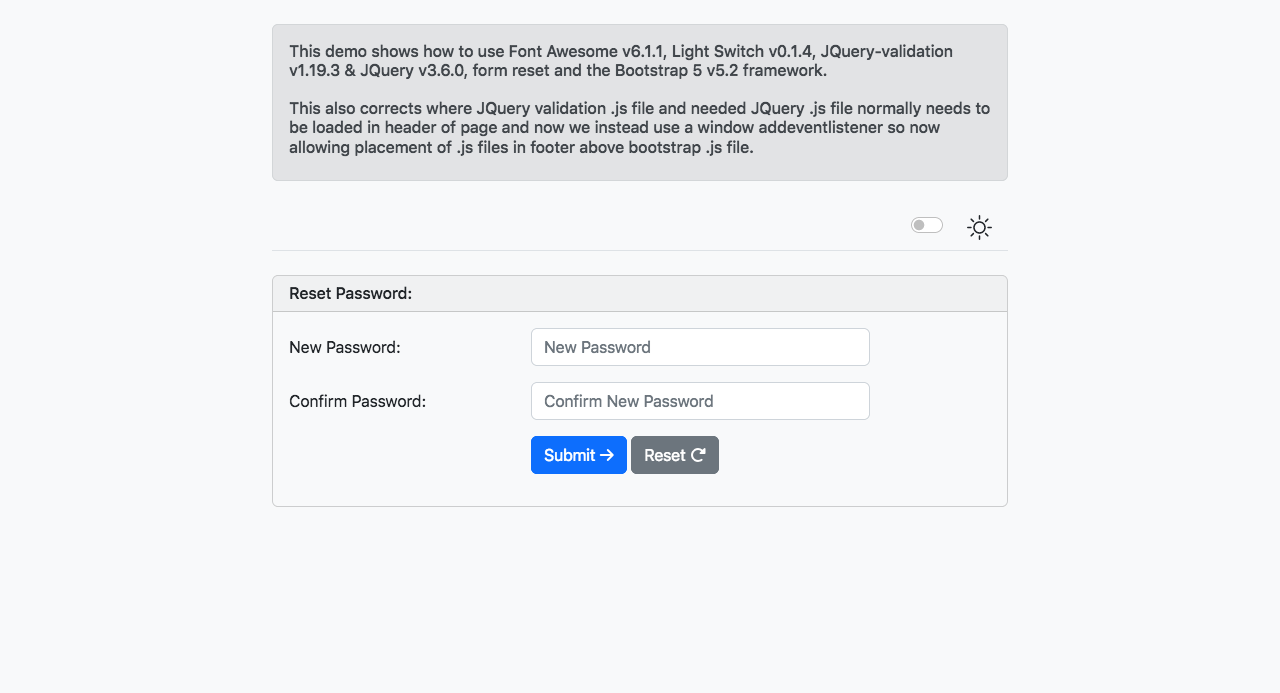 This demo shows how to use Font Awesome v6.1.1, Light Switch v0.1.4, JQuery-validation
v1.19.3 & JQuery v3.6.0, form reset and the Bootstrap 5 v5.2 framework.
This also corrects where JQuery validation .js file and needed JQuery .js file normally needs to
be loaded in header of page and now we instead use a window addeventlistener so now
allowing placement of .js files in footer above bootstrap .js file.
Reset Password:
New Password:
New Password
Confirm Password:
Confirm New Password
Submit
Reset